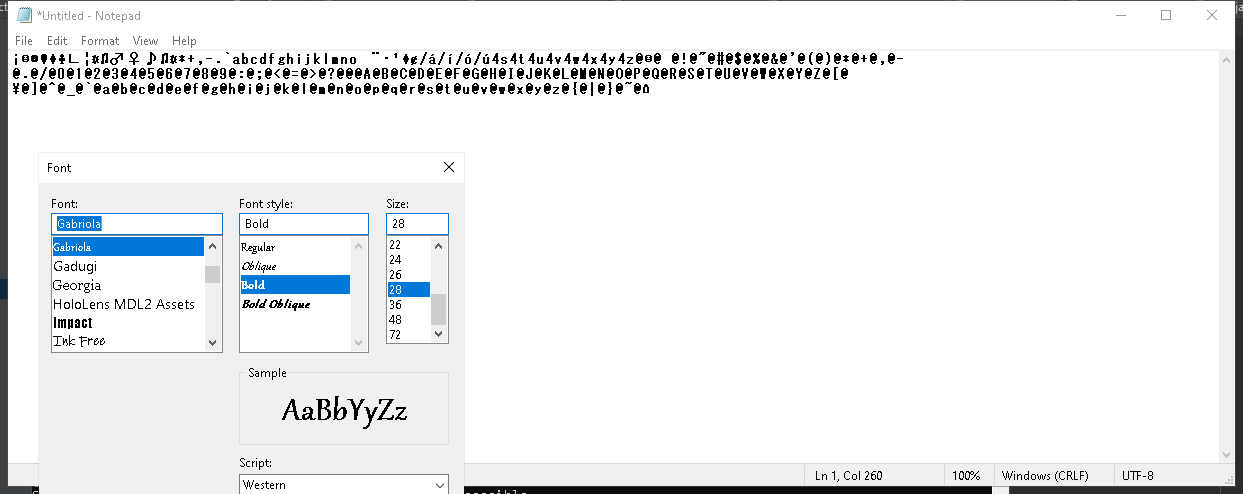 *Untitled - Notepad
File Edit Format View Help
`abcdfghijklmno
@.@/@0@1@2@3@4@5@6@7@8@9@:@;@<@=@>@?@@@A@B@C@D@E@F@G@H@I@J@K@L@M@N@O@P@Q@R@S@T@U@V@W@X@Y@Z@[@
¥@]@^@_@`@a@b@c@d@e@f@g@h@i@j@k@l@m@n@o@p@q@r@s@t@u@v@w@x@y@z@{@|@}@~@⌂
Font
Font: Font style: Size:
Gabriola Bold 28
Gabriola Regular 22
Gadugi Oblique 24
Georgia Bold 26
HoloLens MDL2 Assets Bold Oblique 28
Impact 36
Ink Free 48
72
Sample
AaBbYyZz
Script:
Western
Ln 1, Col 260 100% Windows (CRLF) UTF-8